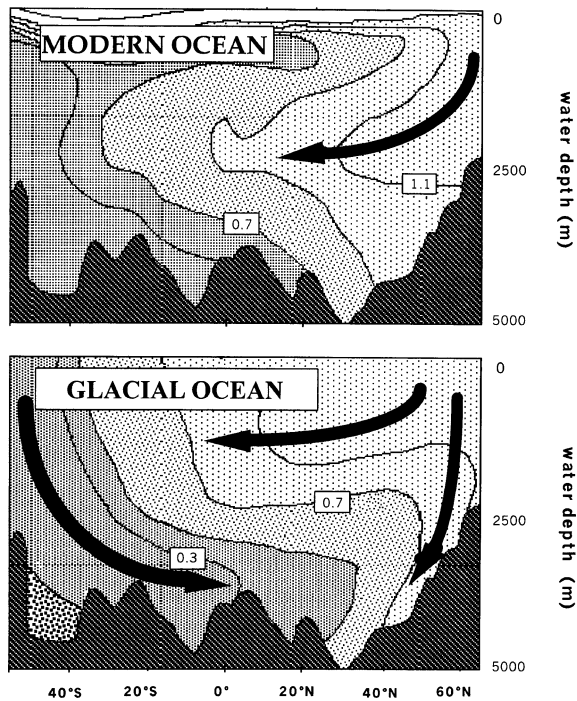 MODERN OCEAN
0
1.1
2500
0.7
5000
water depth (m)
GLACIAL OCEAN
0
0.7
2500
0.3
5000
water depth (m)
40°S 20°S 0° 20°N 40°N 60°N